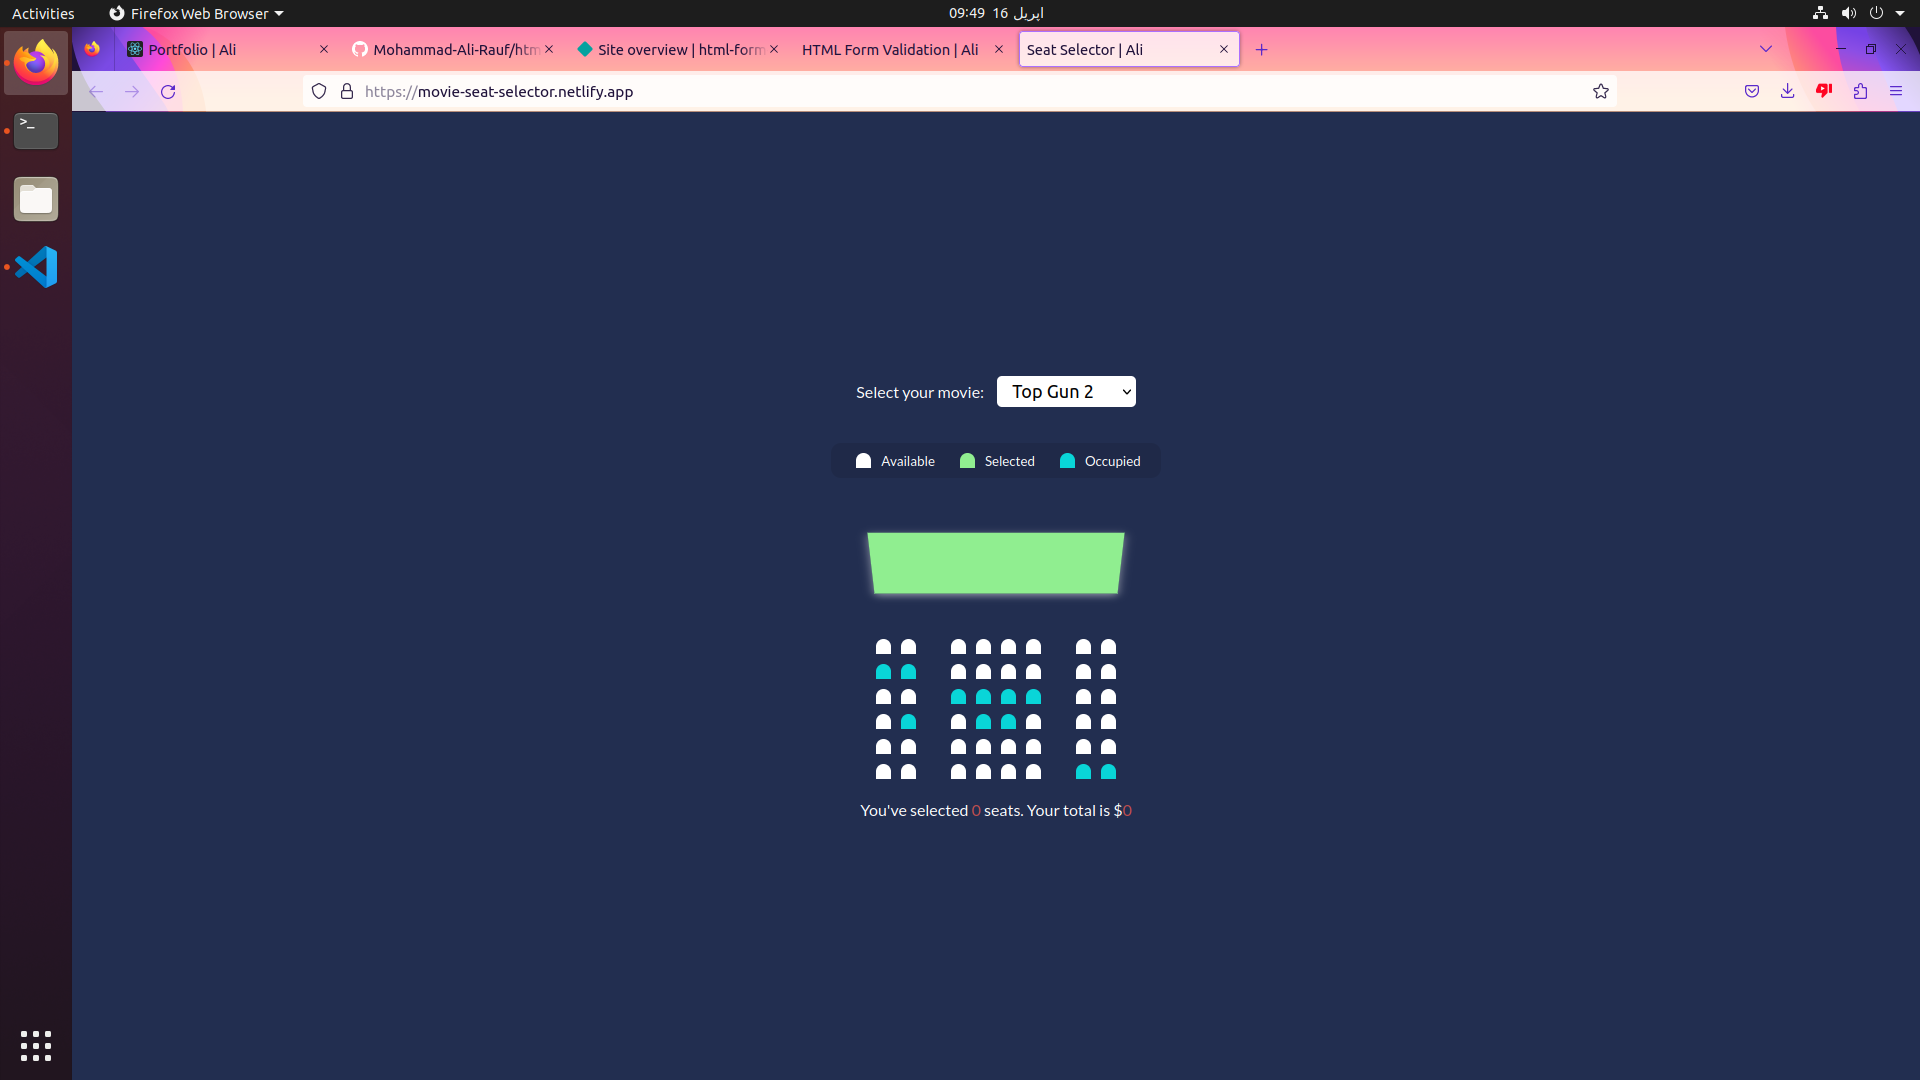 Activities
Firefox Web Browser
09:49 16 اپریل
Portfolio | Ali
Mohammad-Ali-Rauf/htm
Site overview | html-form
HTML Form Validation | Ali
Seat Selector | Ali
https://movie-seat-selector.netlify.app
Select your movie: Top Gun 2
Available Selected Occupied
You've selected 0 seats. Your total is $0